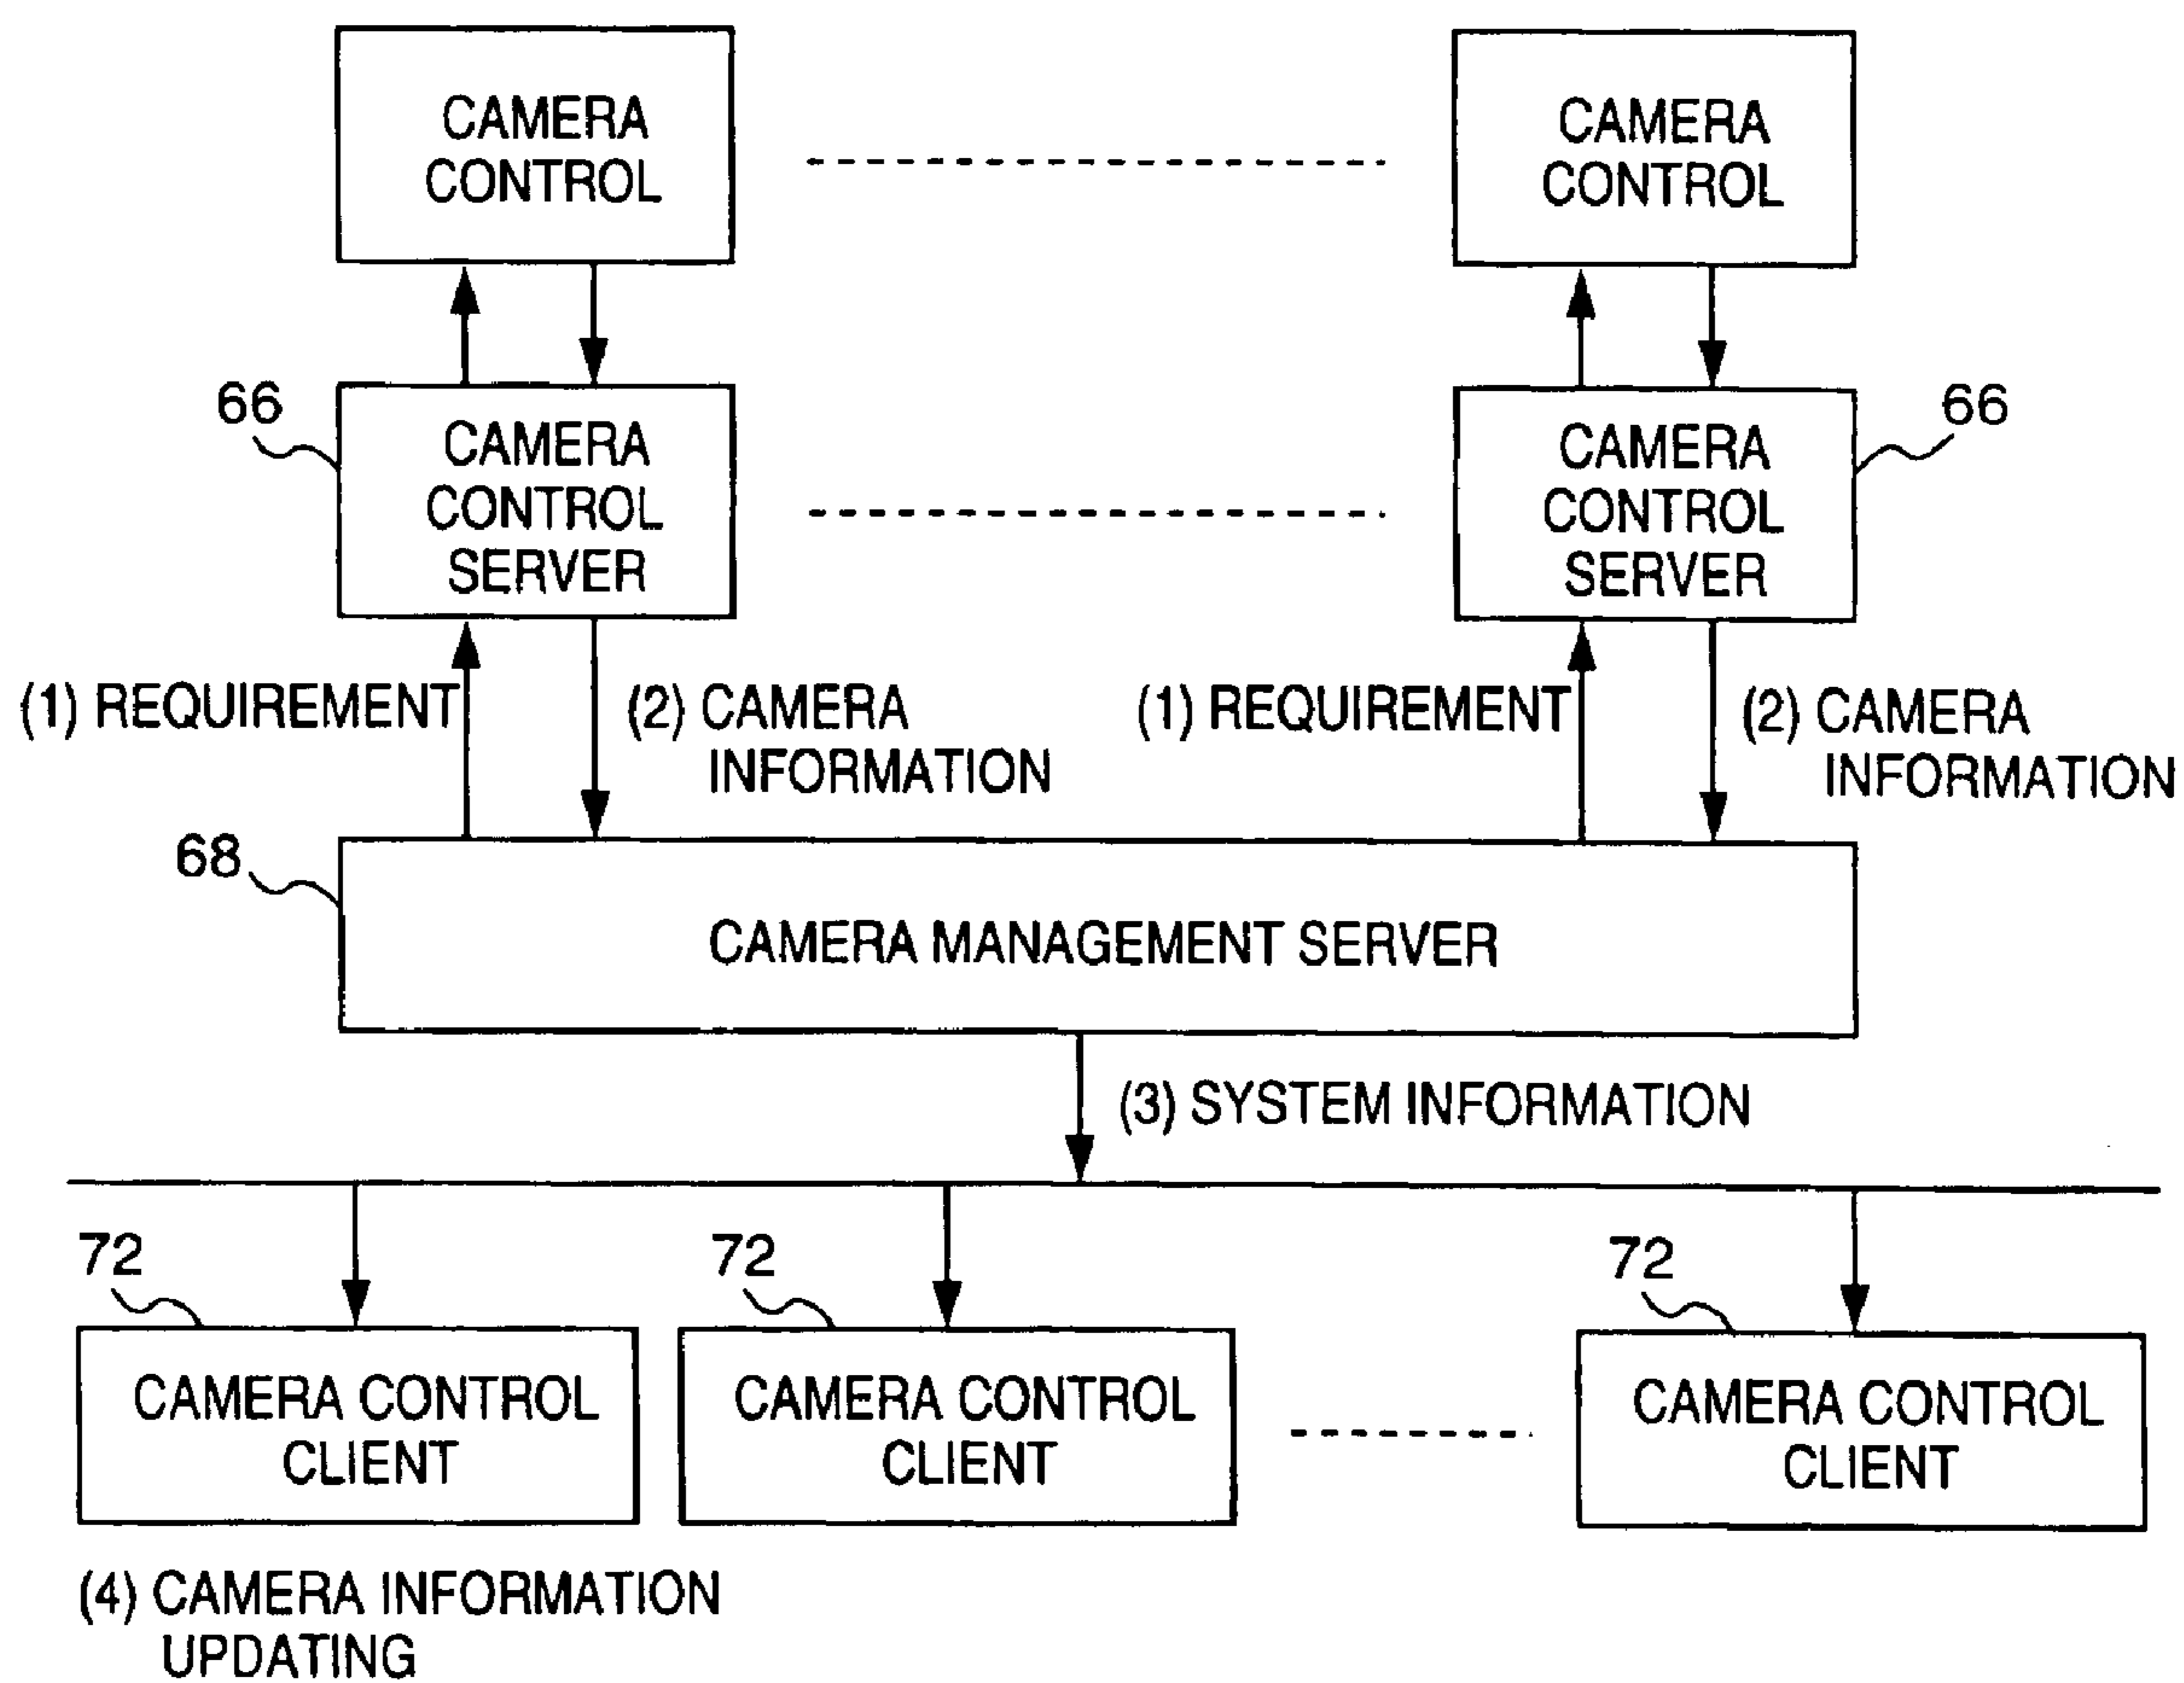 CAMERA
CONTROL
CAMERA
CONTROL
66
CAMERA
CONTROL
SERVER
CAMERA
CONTROL
SERVER
66
(1) REQUIREMENT
(2) CAMERA
INFORMATION
(1) REQUIREMENT
(2) CAMERA
INFORMATION
68
CAMERA MANAGEMENT SERVER
(3) SYSTEM INFORMATION
72
72
72
CAMERA CONTROL
CLIENT
CAMERA CONTROL
CLIENT
CAMERA CONTROL
CLIENT
(4) CAMERA INFORMATION
UPDATING